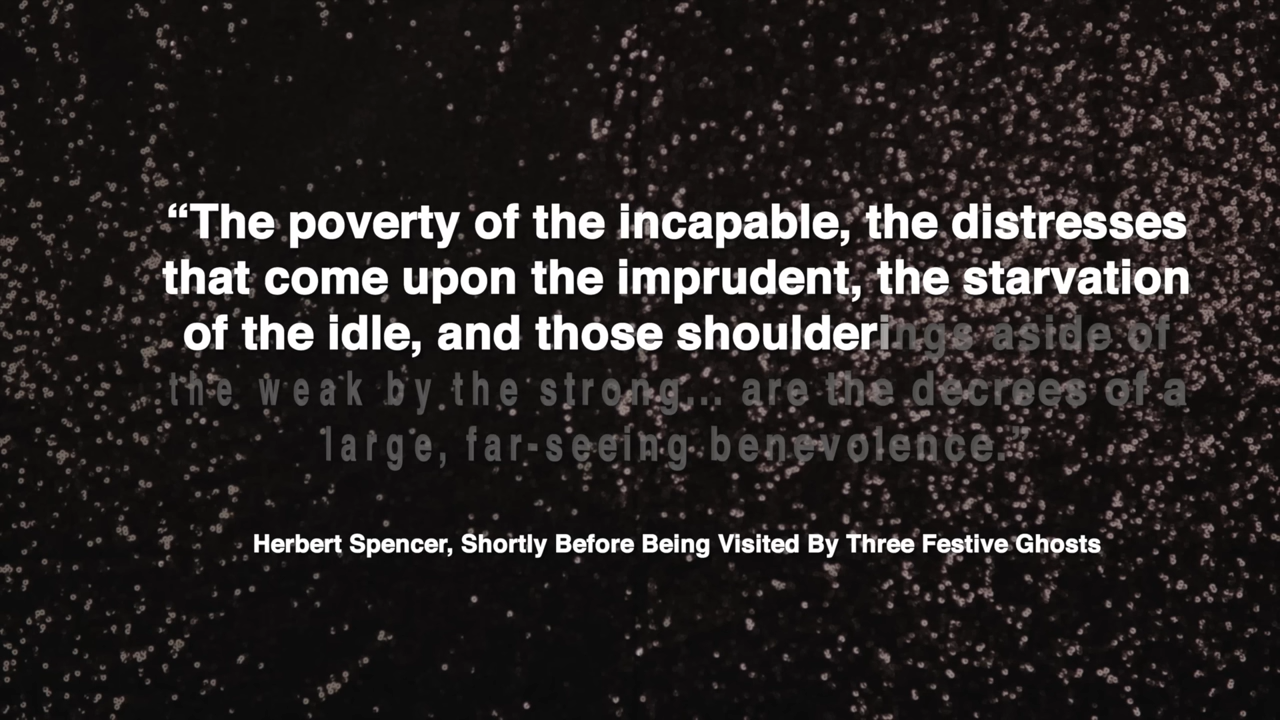 “The poverty of the incapable, the distresses
that come upon the imprudent, the starvation
of the idle, and those shoulderings aside of
the weak by the strong... are the decrees of a
large, far-seeing benevolence.”
Herbert Spencer, Shortly Before Being Visited By Three Festive Ghosts